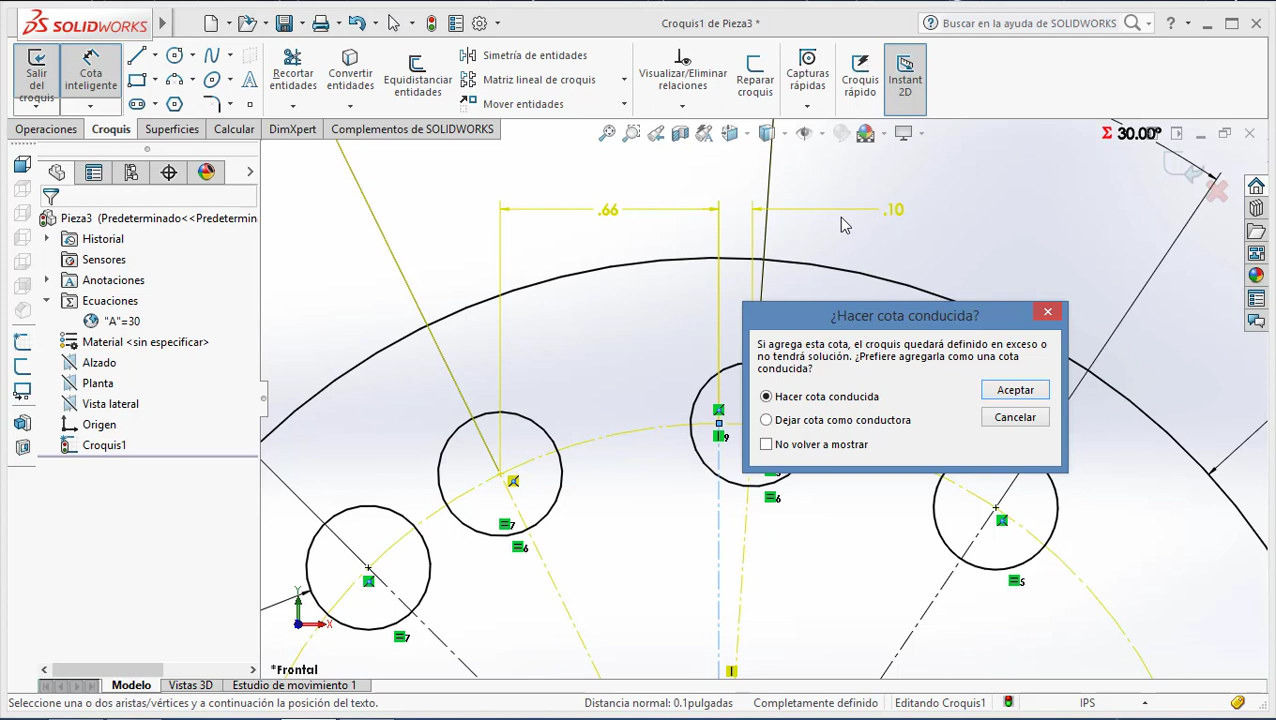 SOLIDWORKS
Croquis1 de Pieza3 *
Buscar en la ayuda de SOLIDWORKS
?
Salir del croquis
Cota inteligente
Recortar entidades
Convertir entidades
Equidistanciar entidades
Simetría de entidades
Matriz lineal de croquis
Mover entidades
Visualizar/Eliminar relaciones
Reparar croquis
Capturas rápidas
Croquis rápido
Instant 2D
Operaciones
Croquis
Superficies
Calcular
DimXpert
Complementos de SOLIDWORKS
Σ 30.00°
Pieza3 (Predeterminado<<Predetermin
Historial
Sensores
Anotaciones
Ecuaciones
"A"=30
Material <sin especificar>
Alzado
Planta
Vista lateral
Origen
Croquis1
.66
.10
¿Hacer cota conducida?
Si agrega esta cota, el croquis quedará definido en exceso o
no tendrá solución. ¿Prefiere agregarla como una cota
conducida?
Hacer cota conducida
Dejar cota como conductora
No volver a mostrar
Aceptar
Cancelar
9
6
7
6
5
7
Y
X
*Frontal
Modelo
Vistas 3D
Estudio de movimiento 1
Seleccione una o dos aristas/vértices y a continuación la posición del texto.
Distancia normal: 0.1pulgadas
Completamente definido
Editando Croquis1
IPS